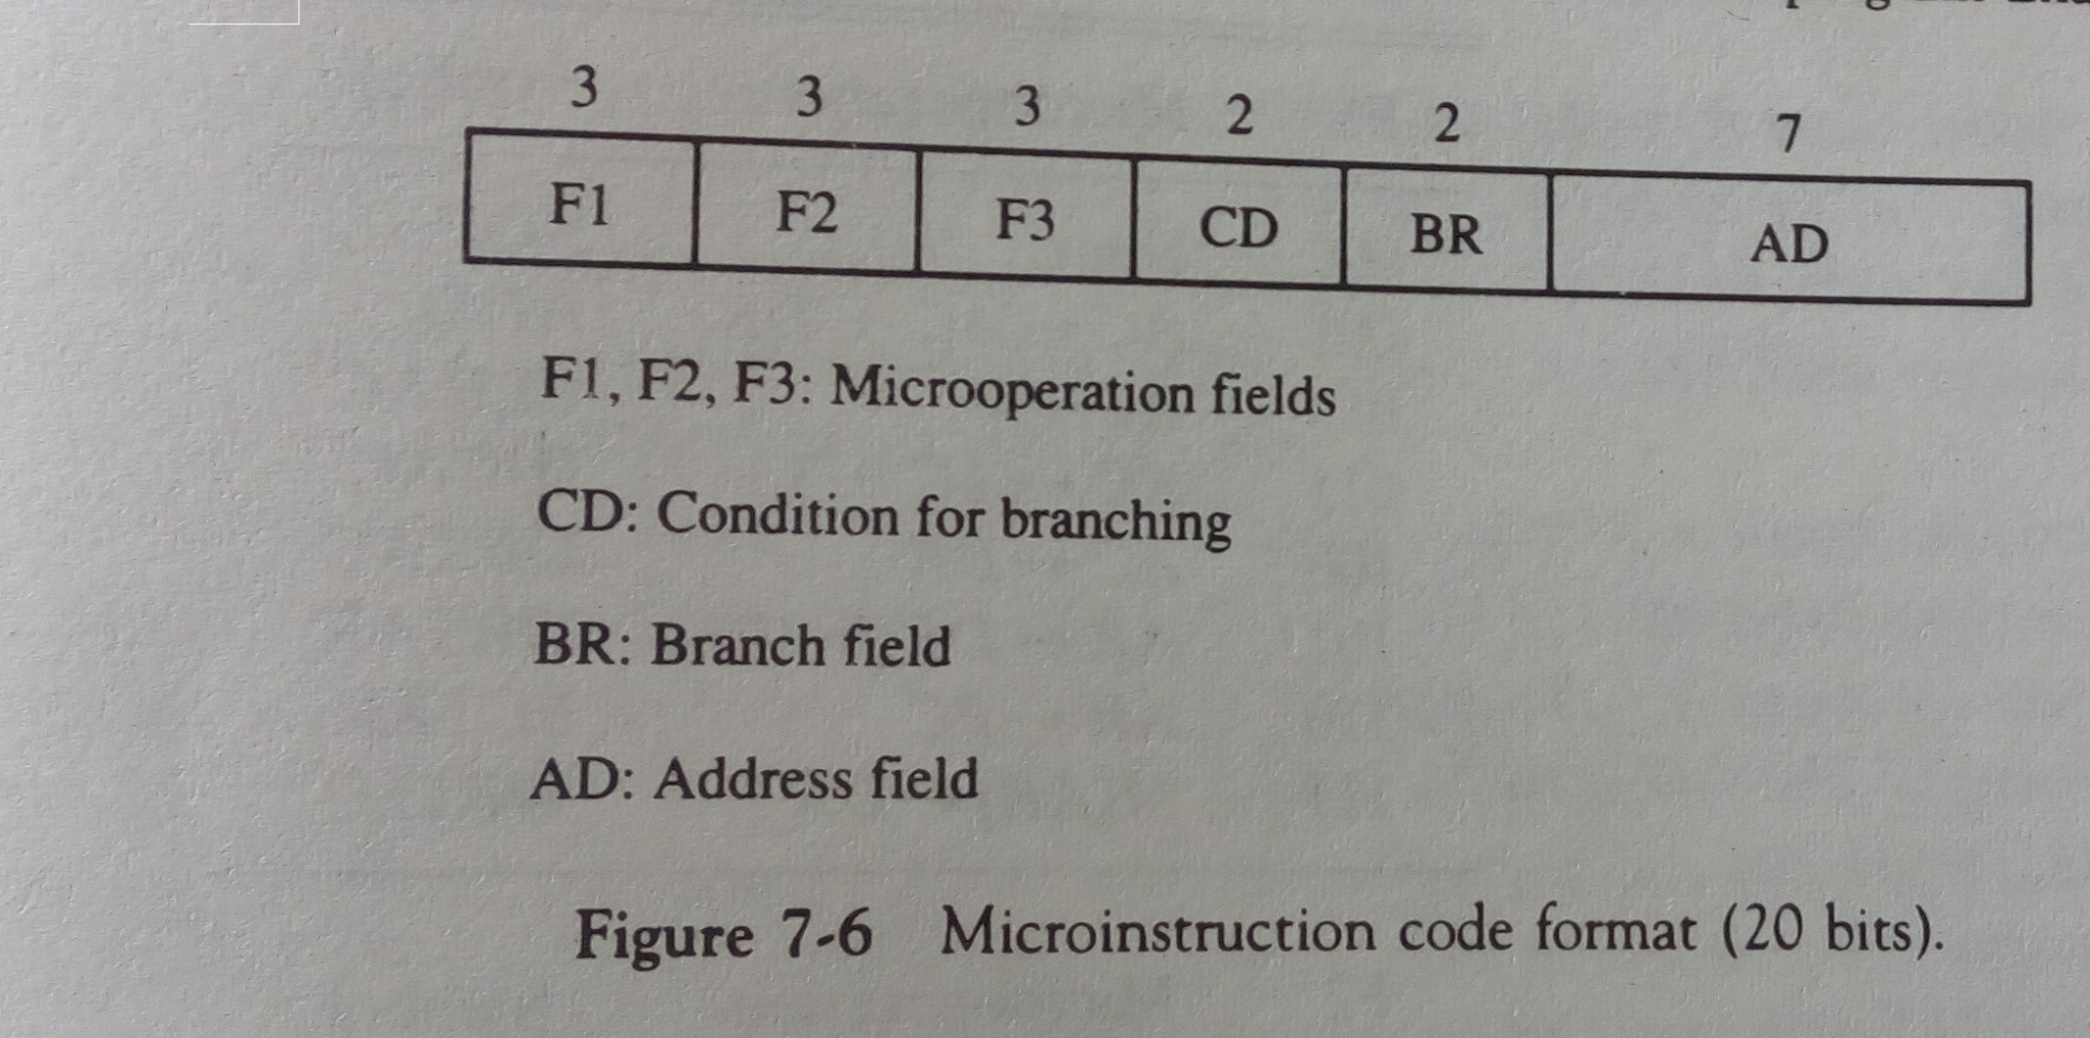 3 3 3 2 2 7
F1 F2 F3 CD BR AD
F1, F2, F3: Microoperation fields
CD: Condition for branching
BR: Branch field
AD: Address field
Figure 7-6 Microinstruction code format (20 bits).